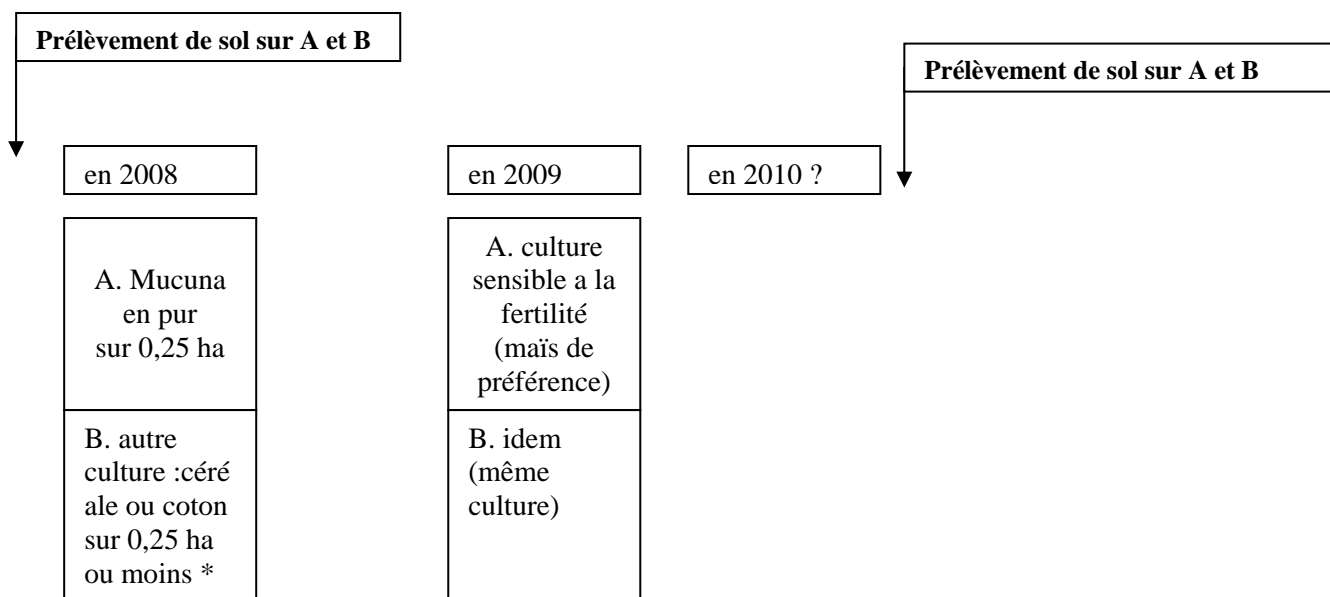 Prélèvement de sol sur A et B
Prélèvement de sol sur A et B
en 2008
en 2009
en 2010 ?
A. Mucuna
en pur
sur 0,25 ha
A. culture
sensible a la
fertilité
(maïs de
préférence)
B. autre
culture :céré
ale ou coton
sur 0,25 ha
ou moins *
B. idem
(même
culture)